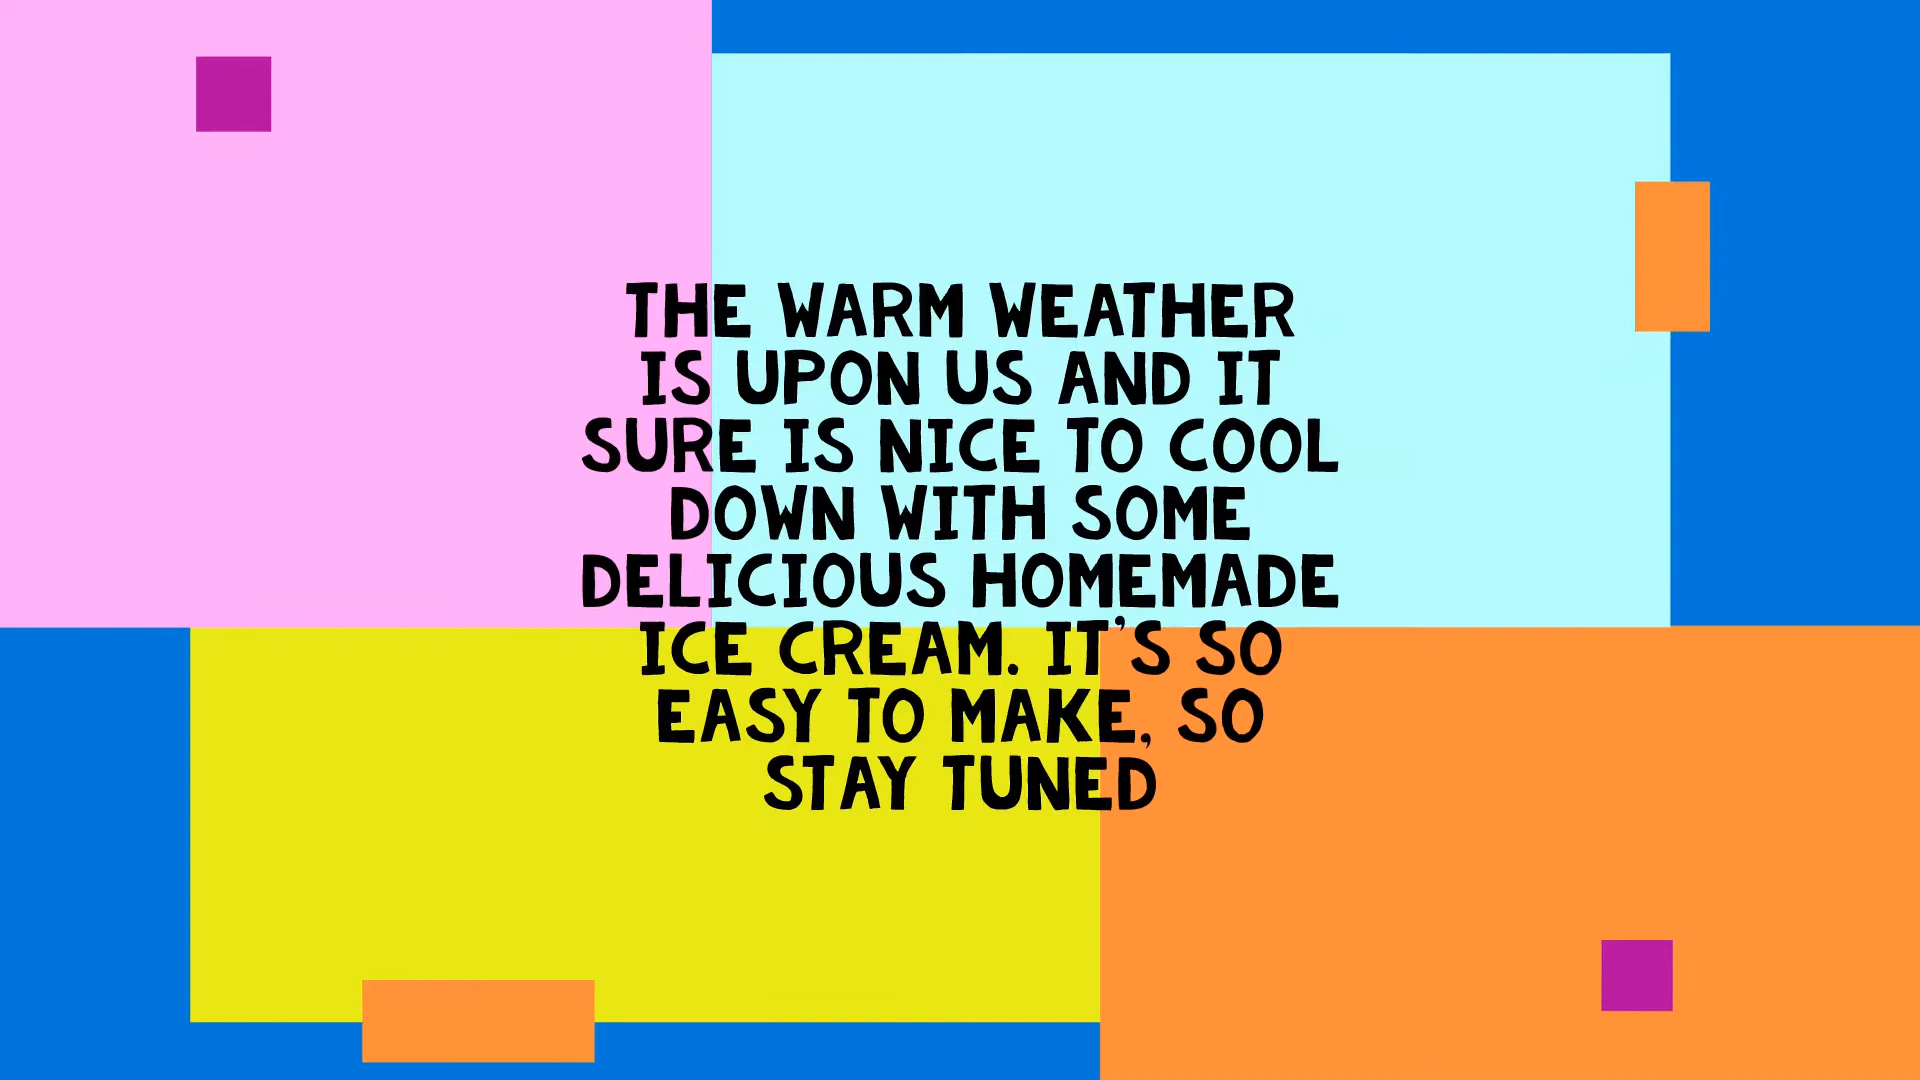 THE WARM WEATHER
IS UPON US AND IT
SURE IS NICE TO COOL
DOWN WITH SOME
DELICIOUS HOMEMADE
ICE CREAM. IT'S SO
EASY TO MAKE, SO
STAY TUNED